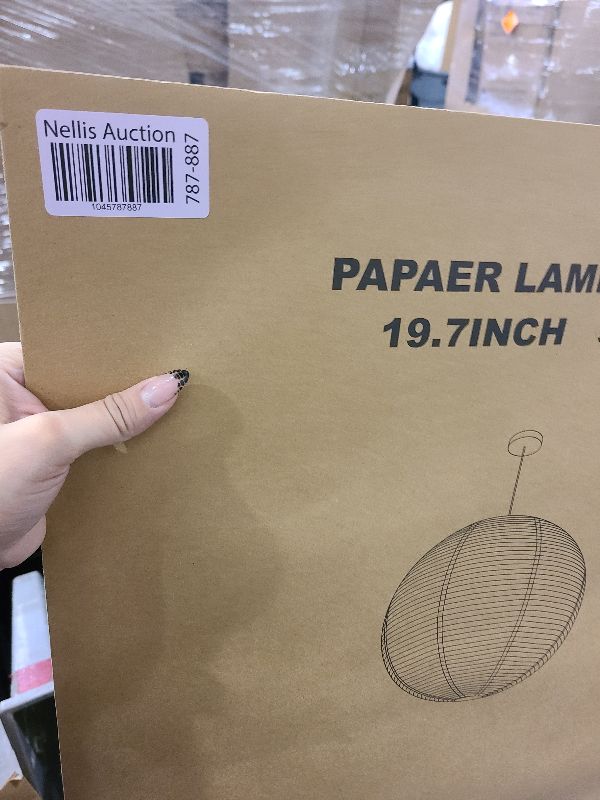 Nellis Auction
787-887
1045787887
PAPAER LAM
19.7INCH